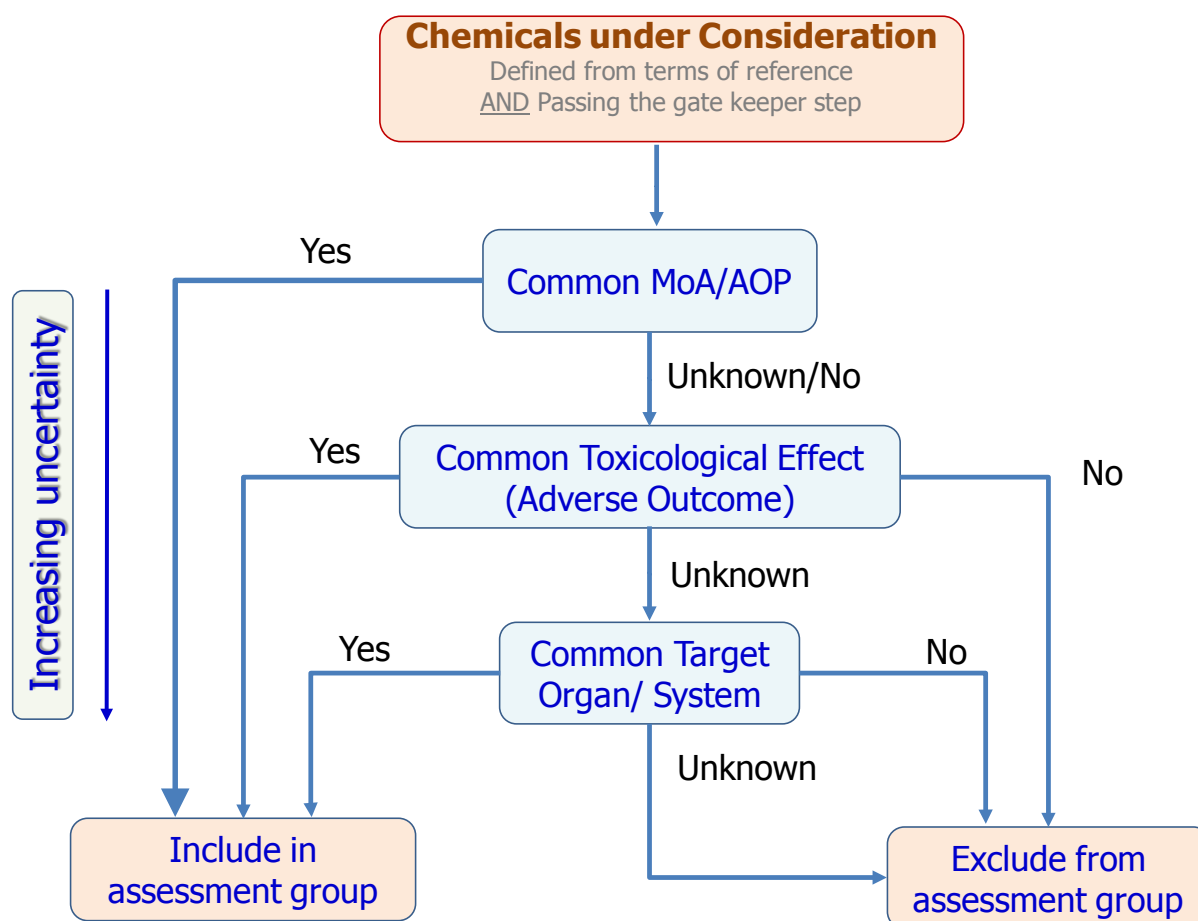 Chemicals under Consideration
Defined from terms of reference
AND Passing the gate keeper step
Yes
Common MoA/AOP
Increasing uncertainty
Unknown/No
Yes
Common Toxicological Effect
(Adverse Outcome)
No
Unknown
Yes
Common Target
Organ/ System
No
Unknown
Include in
assessment group
Exclude from
assessment group